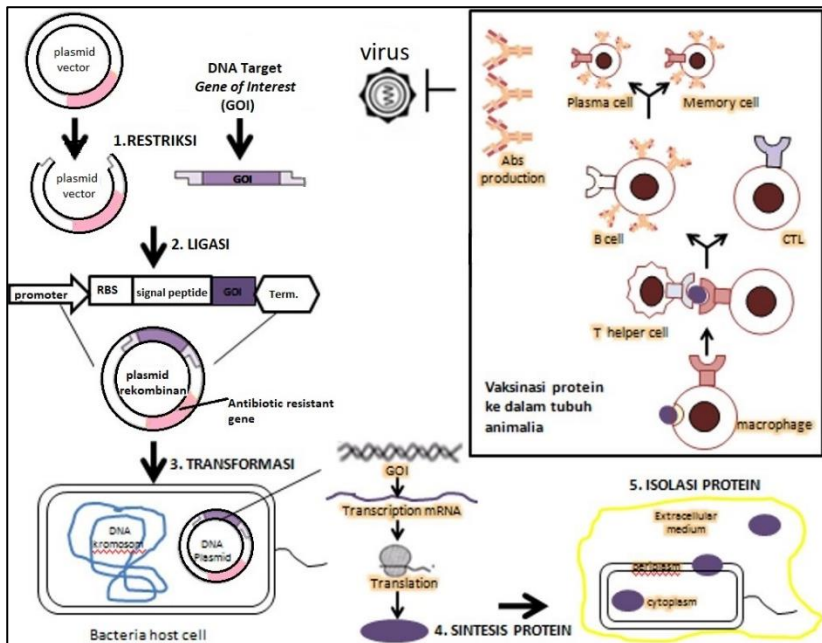 plasmid
vector
DNA Target
Gene of Interest
(GOI)
1.RESTRIKSI
plasmid
vector
GOI
2. LIGASI
promoter
RBS
signal peptide
GOI
Term.
plasmid
rekombinan
Antibiotic resistant
gene
3. TRANSFORMASI
DNA
kromosom
DNA
Plasmid
Bacteria host cell
GOI
Transcription mRNA
Translation
4. SINTESIS PROTEIN
5. ISOLASI PROTEIN
Extracellular
medium
periplasm
cytoplasm
virus
Abs
production
Plasma cell
Memory cell
B cell
CTL
T helper cell
macrophage
Vaksinasi protein
ke dalam tubuh
animalia